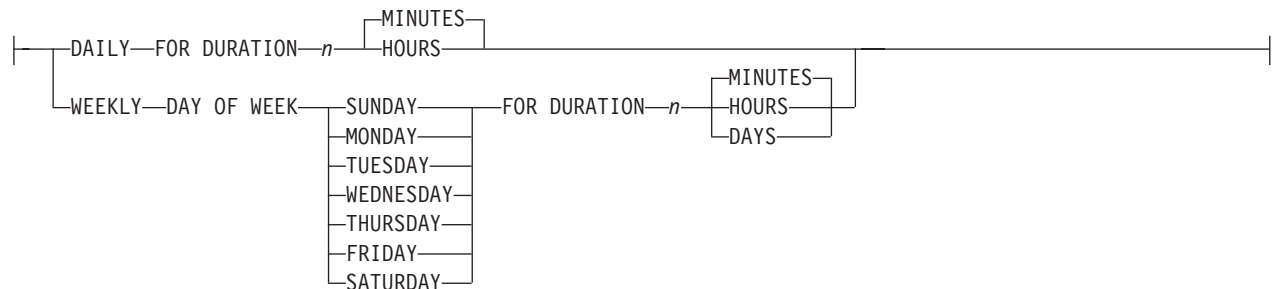 MINUTES
DAILY FOR DURATION n HOURS
MINUTES
WEEKLY DAY OF WEEK SUNDAY FOR DURATION n HOURS
MONDAY DAYS
TUESDAY
WEDNESDAY
THURSDAY
FRIDAY
SATURDAY